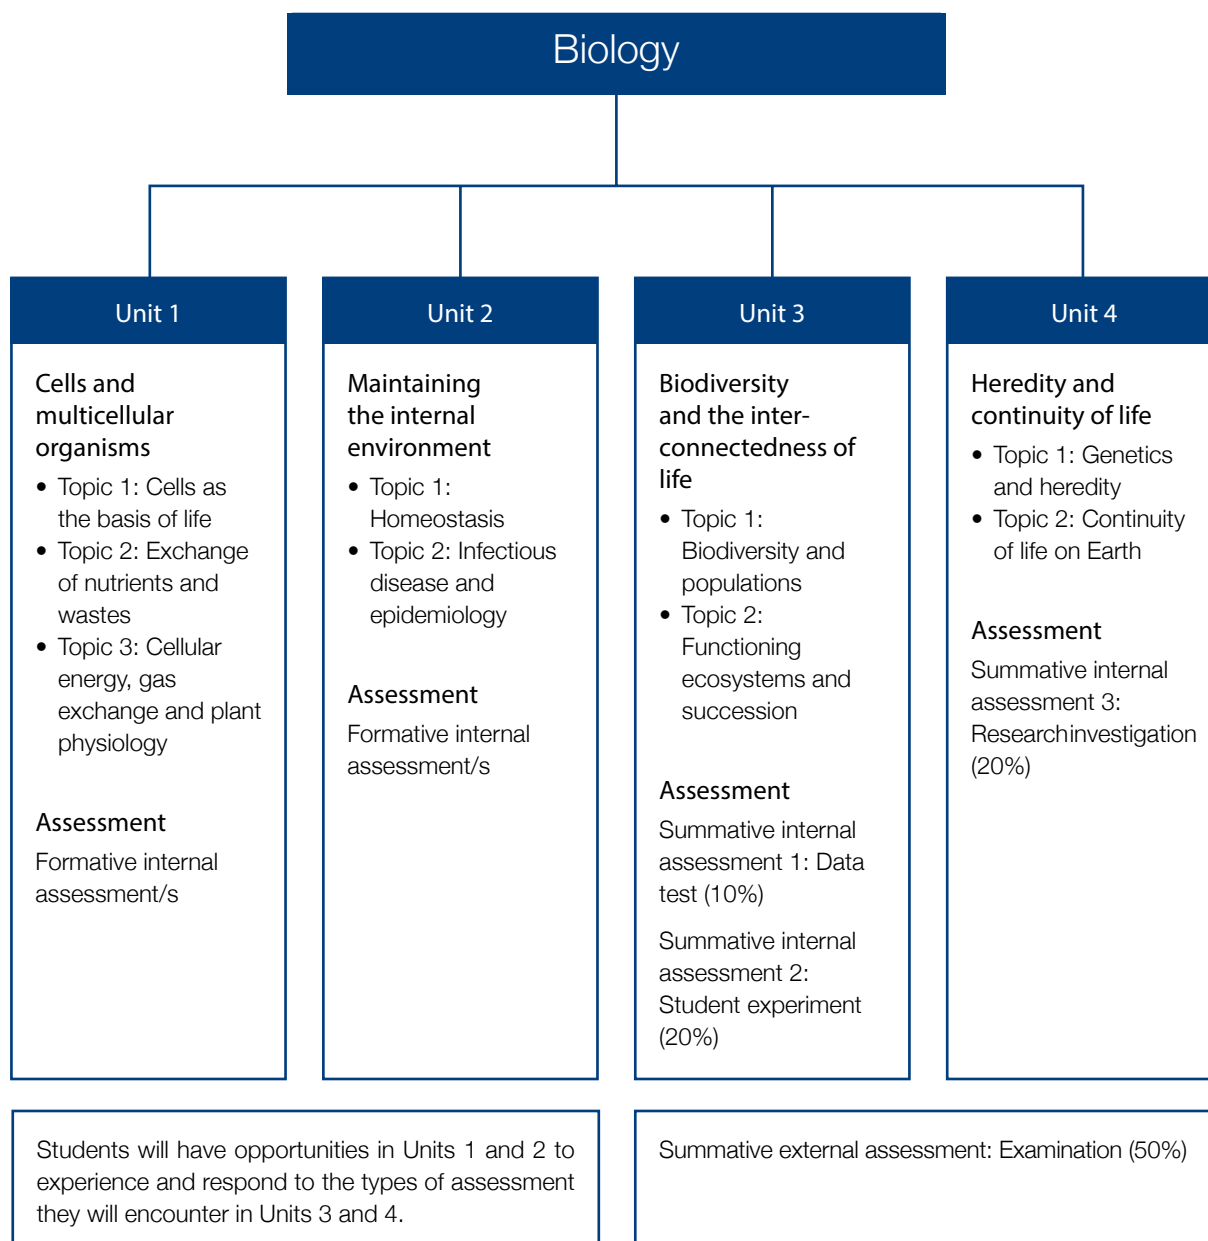 Biology
Unit 1
Cells and
multicellular
organisms
• Topic 1: Cells as
the basis of life
• Topic 2: Exchange
of nutrients and
wastes
• Topic 3: Cellular
energy, gas
exchange and plant
physiology
Assessment
Formative internal
assessment/s
Unit 2
Maintaining
the internal
environment
• Topic 1:
Homeostasis
• Topic 2: Infectious
disease and
epidemiology
Assessment
Formative internal
assessment/s
Unit 3
Biodiversity
and the inter-
connectedness of
life
• Topic 1:
Biodiversity and
populations
• Topic 2:
Functioning
ecosystems and
succession
Assessment
Summative internal
assessment 1: Data
test (10%)
Summative internal
assessment 2:
Student experiment
(20%)
Unit 4
Heredity and
continuity of life
• Topic 1: Genetics
and heredity
• Topic 2: Continuity
of life on Earth
Assessment
Summative internal
assessment 3:
Researchinvestigation
(20%)
Students will have opportunities in Units 1 and 2 to
experience and respond to the types of assessment
they will encounter in Units 3 and 4.
Summative external assessment: Examination (50%)